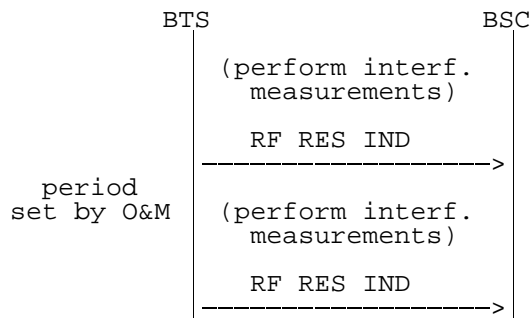 BTS BSC
(perform interf.
measurements)
RF RES IND
period
set by O&M
(perform interf.
measurements)
RF RES IND